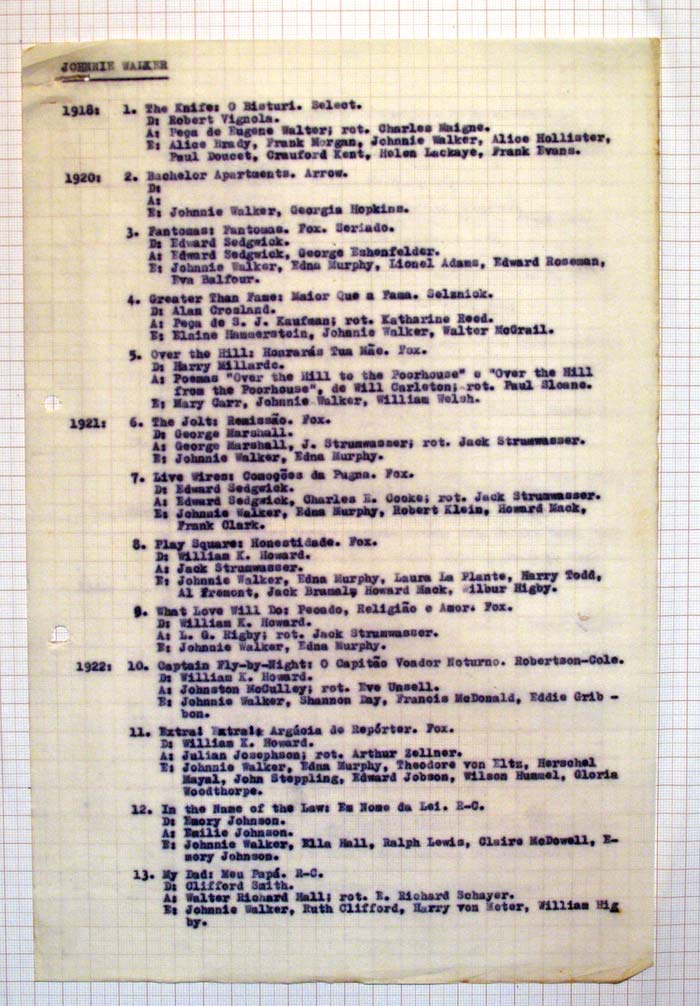 JOHNNIE WALKER
1918: 1. The Knife: O Bisturi. Select.
D: Robert Vignola.
A: Peça de Eugene Walter; rot. Charles Maigne.
E: Alice Brady, Frank Morgan, Johnnie Walker, Alice Hollister,
Paul Doucet, Crauford Kent, Helen Lackaye, Frank Evans.
1920: 2. Bachelor Apartments. Arrow.
D:
A:
E: Johnnie Walker, Georgia Hopkins.
3. Fantomas: Fantomas. Fox. Seriado.
D: Edward Sedgwick.
A: Edward Sedgwick, George Eshenfelder.
E: Johnnie Walker, Edna Murphy, Lionel Adams, Edward Roseman,
Eva Balfour.
4. Greater Than Fame: Maior Que a Fama. Selznick.
D: Alan Crosland.
A: Peça de S. J. Kaufman; rot. Katharine Reed.
E: Elaine Hammerstein, Johnnie Walker, Walter McGrail.
5. Over the Hill: Honrarás Tua Mãe. Fox.
D: Harry Millarde.
A: Poemas "Over the Hill to the Poorhouse" e "Over the Hill
from the Poorhouse", de Will Carleton; rot. Paul Sloane.
E: Mary Carr, Johnnie Walker, William Welsh.
1921: 6. The Jolt: Remissão. Fox.
D: George Marshall.
A: George Marshall, J. Strumwasser; rot. Jack Strumwasser.
E: Johnnie Walker, Edna Murphy.
7. Live Wires: Comoções da Pugna. Fox.
D: Edward Sedgwick.
A: Edward Sedgwick, Charles E. Cooke; rot. Jack Strumwasser.
E: Johnnie Walker, Edna Murphy, Robert Klein, Howard Mack,
Frank Clark.
8. Play Square: Honestidade. Fox.
D: William K. Howard.
A: Jack Strumwasser.
E: Johnnie Walker, Edna Murphy, Laura La Plante, Harry Todd,
Al Fremont, Jack Bramal, Howard Mack, Wilbur Higby.
9. What Love Will Do: Pecado, Religião e Amor. Fox.
D: William K. Howard.
A: L. G. Rigby; rot. Jack Strumwasser.
E: Johnnie Walker, Edna Murphy.
1922: 10. Captain Fly-by-Night: O Capitão Voador Noturno. Robertson-Cole.
D: William K. Howard.
A: Johnston McCulley; rot. Eve Unsell.
E: Johnnie Walker, Shannon Day, Francis McDonald, Eddie Grib -
bon.
11. Extra! Extra!: Argúcia de Repórter. Fox.
D: William K. Howard.
A: Julian Josephson; rot. Arthur Zellner.
E: Johnnie Walker, Edna Murphy, Theodore von Eltz, Herschel
Mayal, John Steppling, Edward Jobson, Wilson Hummel, Gloria
Woodthorpe.
12. In the Name of the Law: Em Nome da Lei. R-C.
D: Emory Johnson.
A: Emilie Johnson.
E: Johnnie Walker, Ella Hall, Ralph Lewis, Claire McDowell, E-
mory Johnson.
13. My Dad: Meu Papá. R-C.
D: Clifford Smith.
A: Walter Richard Hall; rot. E. Richard Schayer.
E: Johnnie Walker, Ruth Clifford, Harry von Meter, William Hig
by.